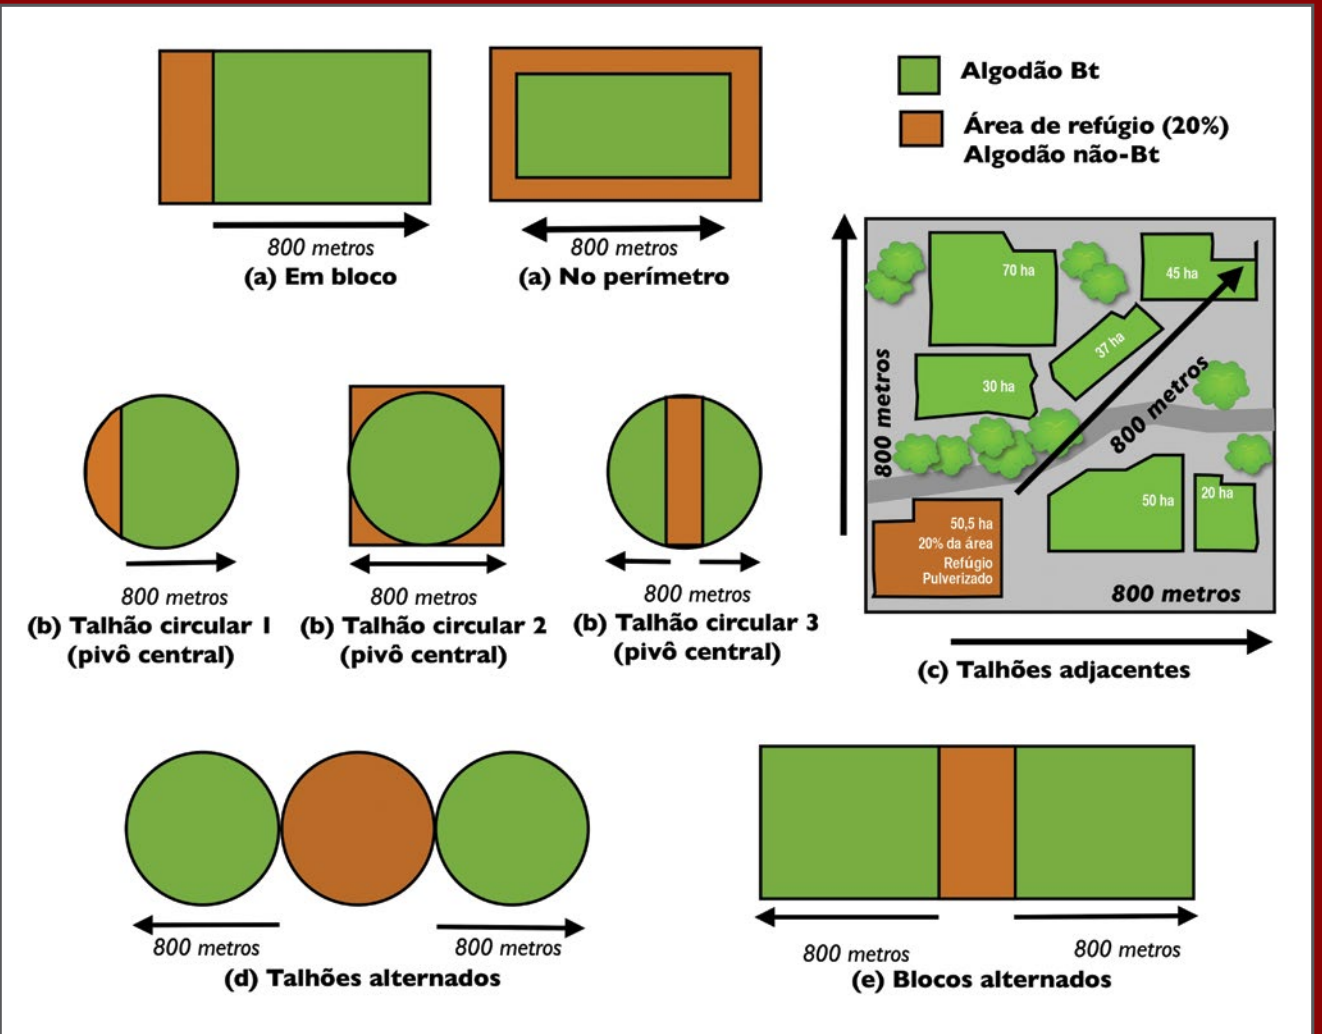 Algodão Bt
Área de refúgio (20%)
Algodão não-Bt
800 metros
(a) Em bloco
800 metros
(a) No perímetro
800 metros
(b) Talhão circular 1
(pivô central)
800 metros
(b) Talhão circular 2
(pivô central)
800 metros
(b) Talhão circular 3
(pivô central)
70 ha
45 ha
37 ha
30 ha
800 metros
800 metros
50 ha
20 ha
50,5 ha
20% da área
Refúgio
Pulverizado
800 metros
(c) Talhões adjacentes
800 metros
800 metros
(d) Talhões alternados
800 metros
800 metros
(e) Blocos alternados